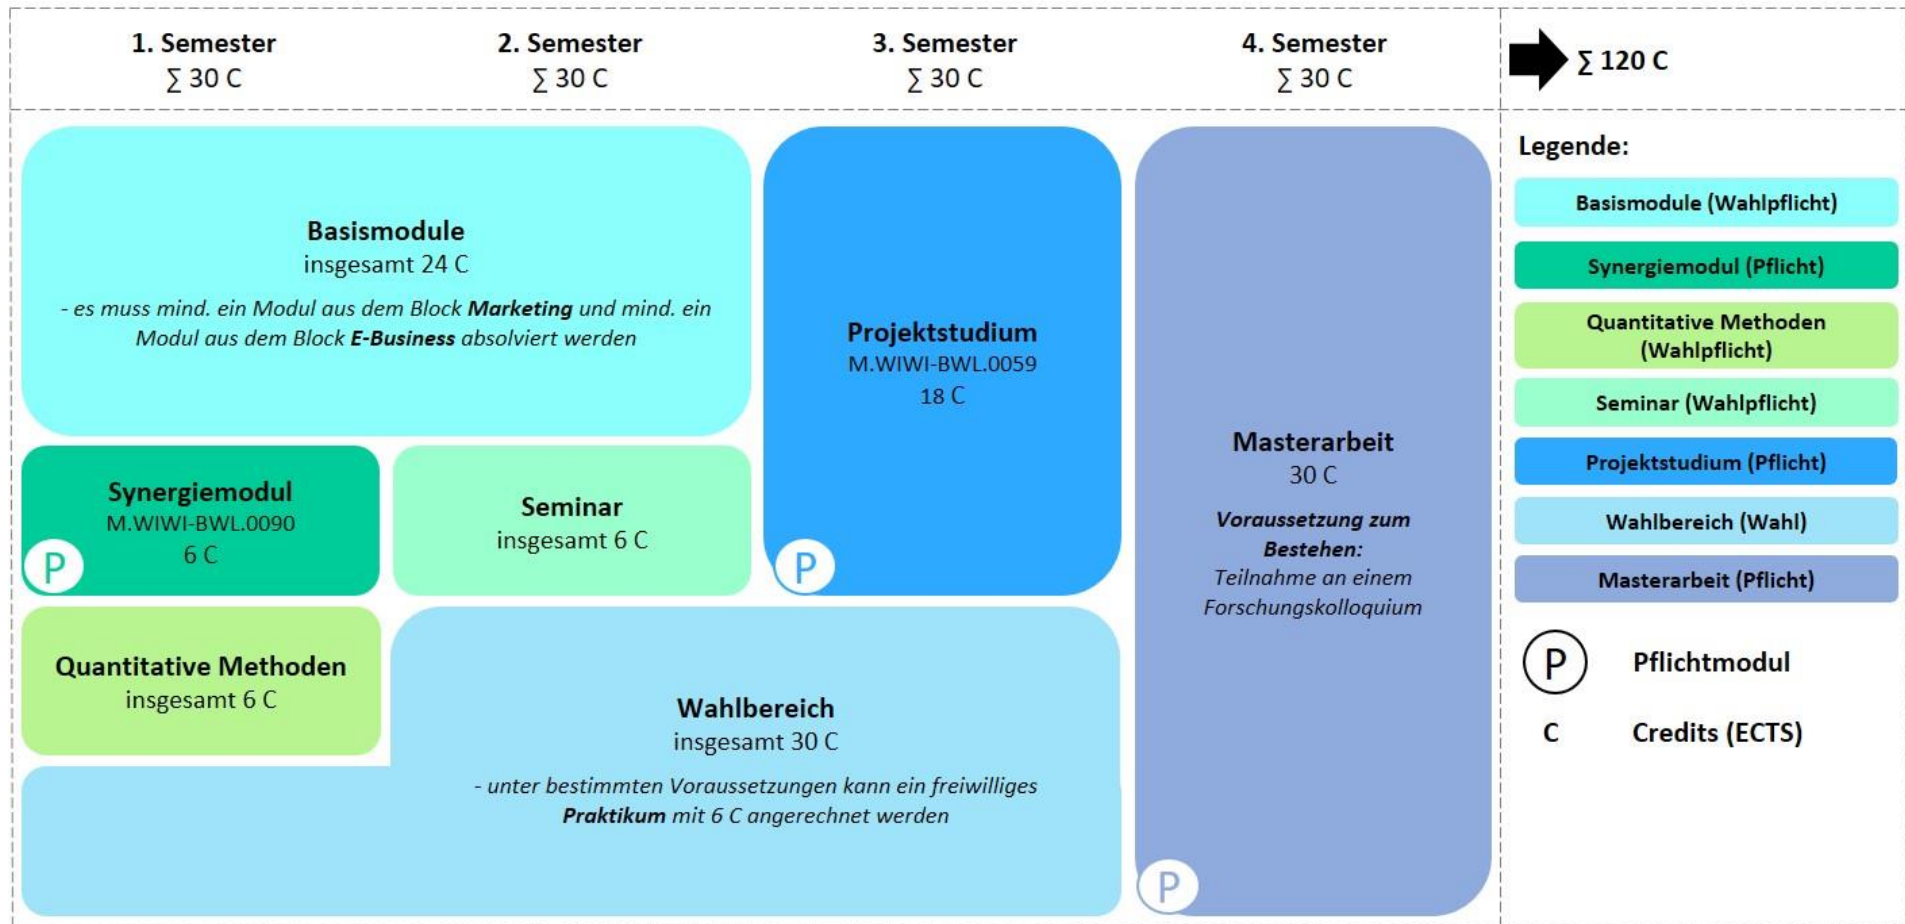 1. Semester
∑ 30 C
2. Semester
∑ 30 C
3. Semester
∑ 30 C
4. Semester
∑ 30 C
∑ 120 C
Basismodule
insgesamt 24 C
- es muss mind. ein Modul aus dem Block Marketing und mind. ein
Modul aus dem Block E-Business absolviert werden
Synergiemodul
M.WIWI-BWL.0090
6 C
P
Seminar
insgesamt 6 C
Quantitative Methoden
insgesamt 6 C
Projektstudium
M.WIWI-BWL.0059
18 C
P
Wahlbereich
insgesamt 30 C
- unter bestimmten Voraussetzungen kann ein freiwilliges
Praktikum mit 6 C angerechnet werden
Masterarbeit
30 C
Voraussetzung zum
Bestehen:
Teilnahme an einem
Forschungskolloquium
P
Legende:
Basismodule (Wahlpflicht)
Synergiemodul (Pflicht)
Quantitative Methoden
(Wahlpflicht)
Seminar (Wahlpflicht)
Projektstudium (Pflicht)
Wahlbereich (Wahl)
Masterarbeit (Pflicht)
P Pflichtmodul
C Credits (ECTS)